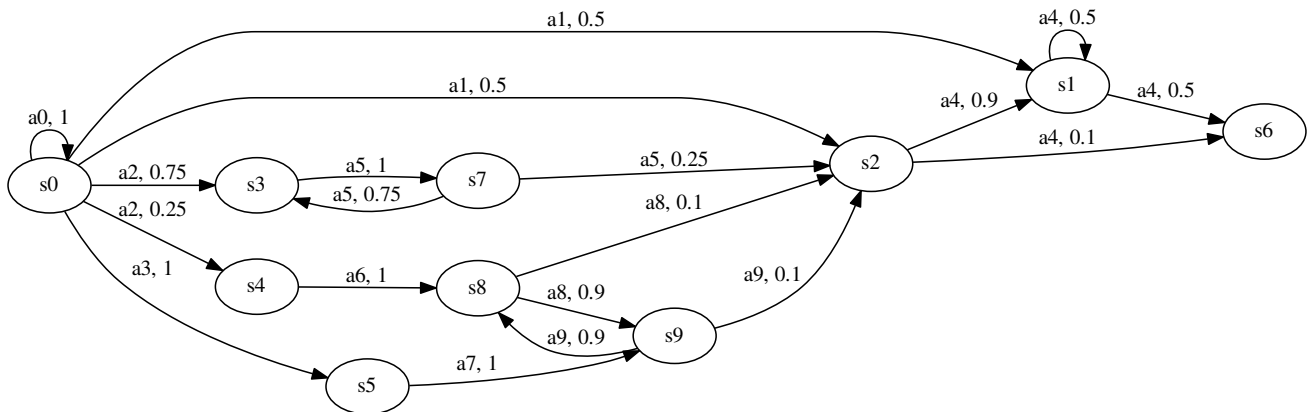 a1, 0.5
a4, 0.5
a1, 0.5
s1
a4, 0.9
a4, 0.5
a0, 1
s6
a4, 0.1
s0
a2, 0.75
s3
a5, 1
s7
a5, 0.25
s2
a5, 0.75
a2, 0.25
a8, 0.1
a3, 1
s4
a6, 1
s8
a8, 0.9
a9, 0.1
a9, 0.9
s9
a7, 1
s5